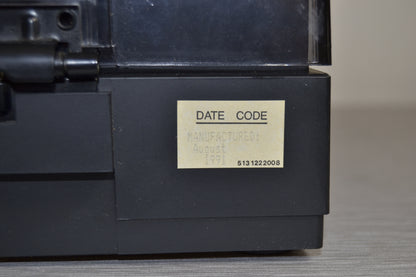 DATE CODE
MANUFACTURED:
August
1991
5131222008